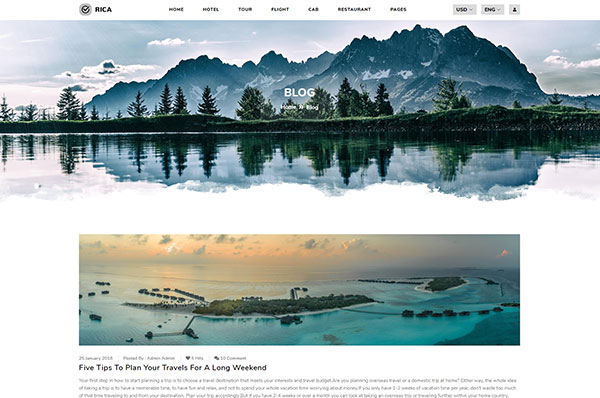 RICA
HOME HOTEL TOUR FLIGHT CAB RESTAURANT PAGES
USD ENG
BLOG
Home Blog
25 January 2018 Posted By : Adrien Admin 5 Hits 10 Comment
Five Tips To Plan Your Travels For A Long Weekend
Your first step in how to start planning a trip is to choose a travel destination that meets your interests and travel budget.Are you planning overseas travel or a domestic trip at home? Either way, the whole idea
of taking a trip is to have a memorable time, its have fun and relax, and not to spend your whole vacation time worrying about money.If you only have 1-2 weeks of vacation time per year, don't waste too much
of that time traveling to and from your destination. Plan your trip accordingly.But if you have 2-4 weeks or over a month you can look at taking an overseas trip or traveling further within your home country.